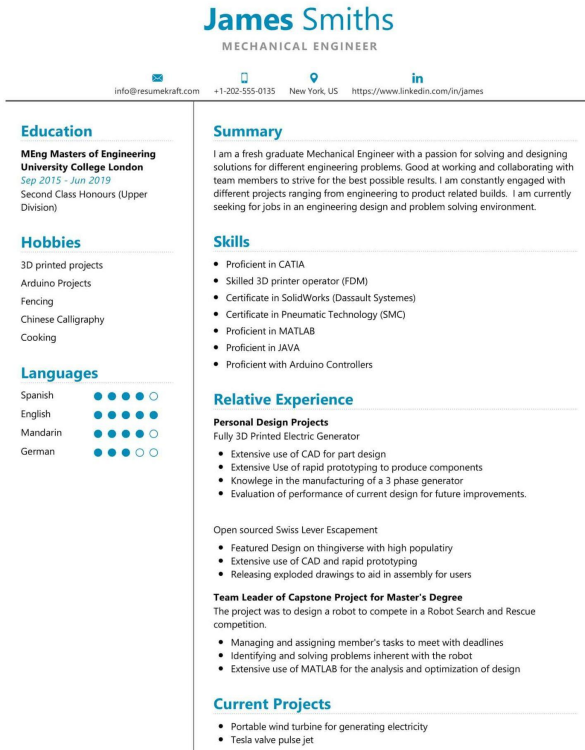 James Smiths
MECHANICAL ENGINEER
info@resumekraft.com
+1-202-555-0135
New York, US
https://www.linkedin.com/in/james
Education
MEng Masters of Engineering
University College London
Sep 2015 - Jun 2019
Second Class Honours (Upper
Division)
Hobbies
3D printed projects
Arduino Projects
Fencing
Chinese Calligraphy
Cooking
Languages
Spanish
English
Mandarin
German
Summary
I am a fresh graduate Mechanical Engineer with a passion for solving and designing
solutions for different engineering problems. Good at working and collaborating with
team members to strive for the best possible results. I am constantly engaged with
different projects ranging from engineering to product related builds.  I am currently
seeking for jobs in an engineering design and problem solving environment.
Skills
• Proficient in CATIA
• Skilled 3D printer operator (FDM)
• Certificate in SolidWorks (Dassault Systemes)
• Certificate in Pneumatic Technology (SMC)
• Proficient in MATLAB
• Proficient in JAVA
• Proficient with Arduino Controllers
Relative Experience
Personal Design Projects
Fully 3D Printed Electric Generator
• Extensive use of CAD for part design
• Extensive Use of rapid prototyping to produce components
• Knowlege in the manufacturing of a 3 phase generator
• Evaluation of performance of current design for future improvements.
Open sourced Swiss Lever Escapement
• Featured Design on thingiverse with high populatiry
• Extensive use of CAD and rapid prototyping
• Releasing exploded drawings to aid in assembly for users
Team Leader of Capstone Project for Master's Degree
The project was to design a robot to compete in a Robot Search and Rescue
competition.
• Managing and assigning member's tasks to meet with deadlines
• Identifying and solving problems inherent with the robot
• Extensive use of MATLAB for the analysis and optimization of design
Current Projects
• Portable wind turbine for generating electricity
• Tesla valve pulse jet